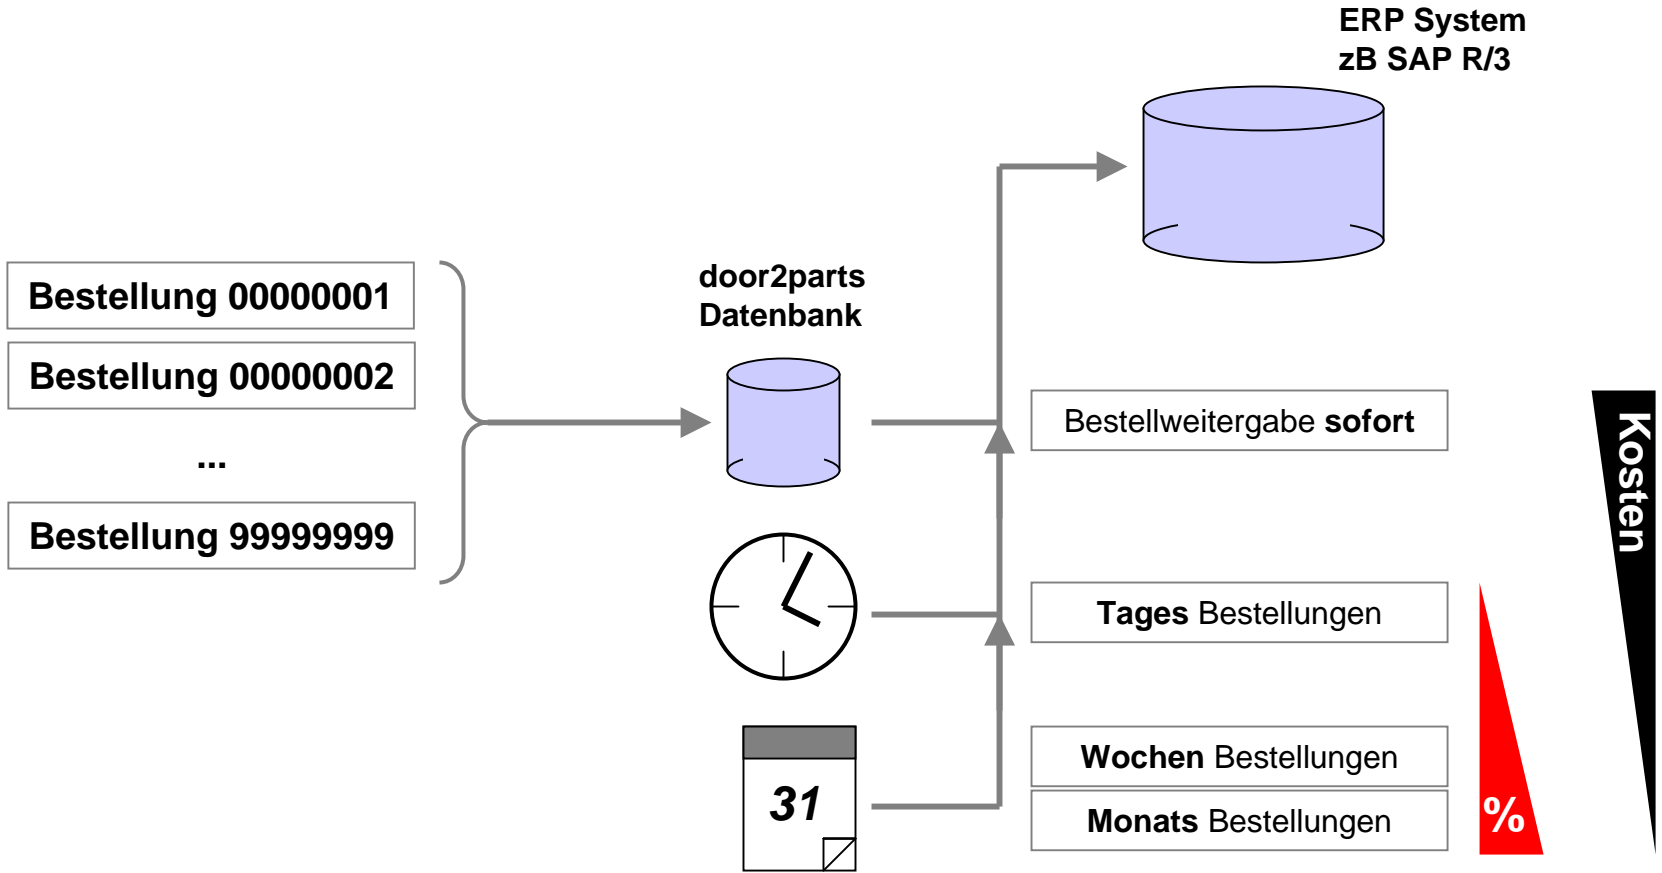 ERP System
zB SAP R/3
Bestellung 00000001
Bestellung 00000002
...
Bestellung 99999999
door2parts
Datenbank
31
Bestellweitergabe sofort
Tages Bestellungen
Wochen Bestellungen
Monats Bestellungen
%
Kosten